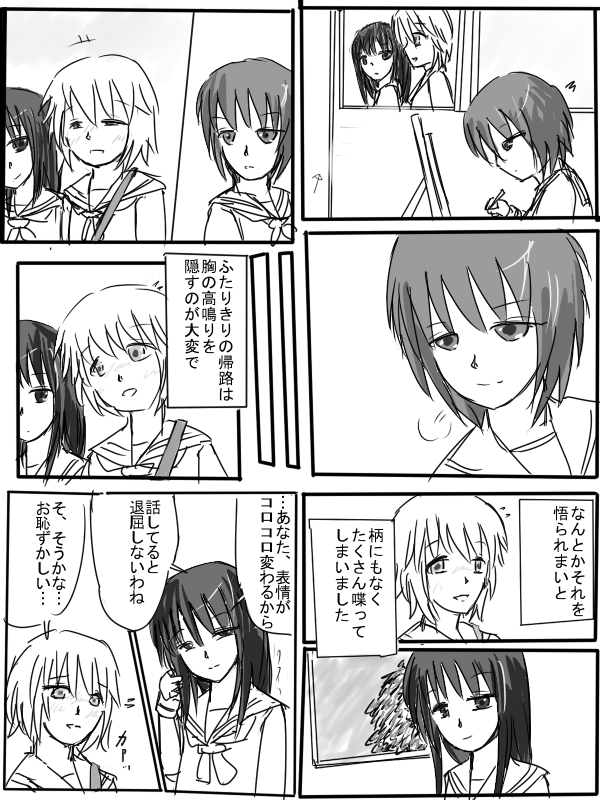 ふたりきりの帰路は
胸の高鳴りを
隠すのが大変で
なんとかそれを
悟られまいと
柄にもなく
たくさん喋って
しまいました
…あなた、表情が
コロコロ変わるから
話してると
退屈しないわね
そ、そうかな…
お恥ずかしい…